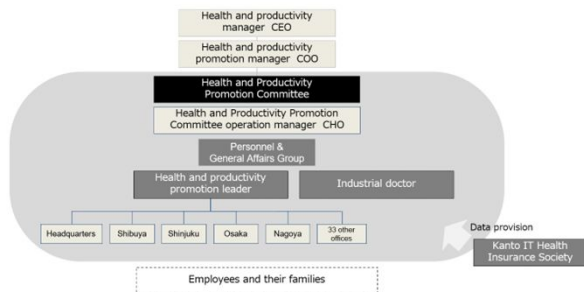 Health and productivity
manager CEO
Health and productivity
promotion manager COO
Health and Productivity
Promotion Committee
Health and Productivity Promotion
Committee operation manager CHO
Personnel &
General Affairs Group
Health and productivity
promotion leader
Industrial doctor
Headquarters
Shibuya
Shinjuku
Osaka
Nagoya
33 other
offices
Data provision
Kanto IT Health
Insurance Society
Employees and their families